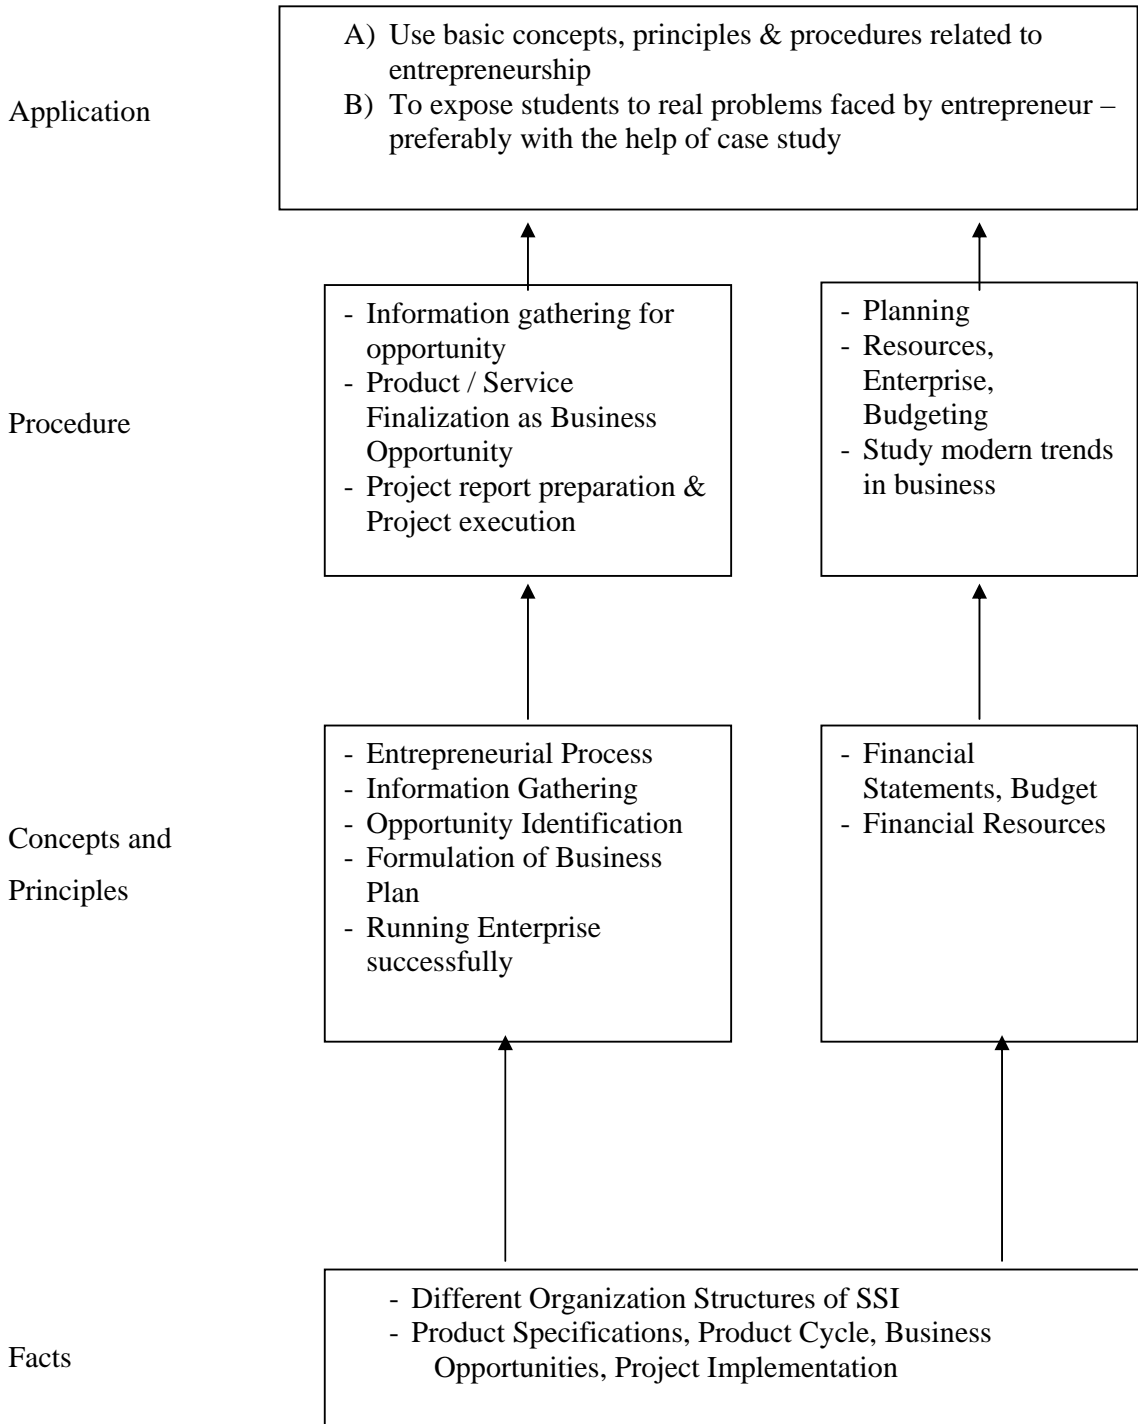 A) Use basic concepts, principles & procedures related to
entrepreneurship
B) To expose students to real problems faced by entrepreneur –
preferably with the help of case study
Application
- Information gathering for
opportunity
- Product / Service
Finalization as Business
Opportunity
- Project report preparation &
Project execution
- Planning
- Resources,
Enterprise,
Budgeting
- Study modern trends
in business
Procedure
- Entrepreneurial Process
- Information Gathering
- Opportunity Identification
- Formulation of Business
Plan
- Running Enterprise
successfully
- Financial
Statements, Budget
- Financial Resources
Concepts and
Principles
- Different Organization Structures of SSI
- Product Specifications, Product Cycle, Business
Opportunities, Project Implementation
Facts